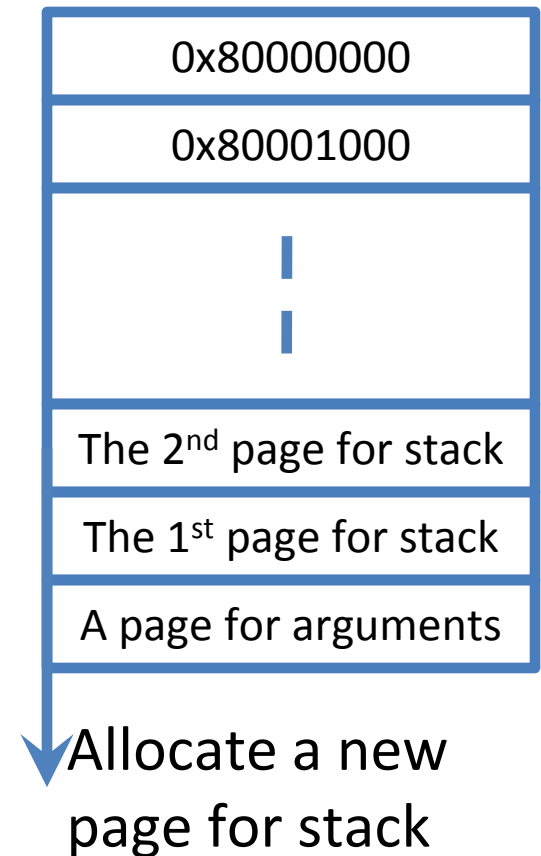 0x80000000
0x80001000
The 2nd page for stack
The 1st page for stack
A page for arguments
Allocate a new
page for stack